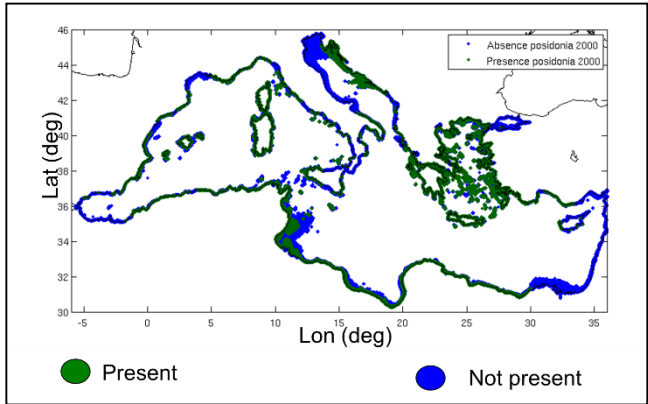 46
44
42
40
38
36
34
32
30
Lat (deg)
Absence posidonia 2000
Presence posidonia 2000
-5 0 5 10 15 20 25 30 35
Lon (deg)
Present
Not present